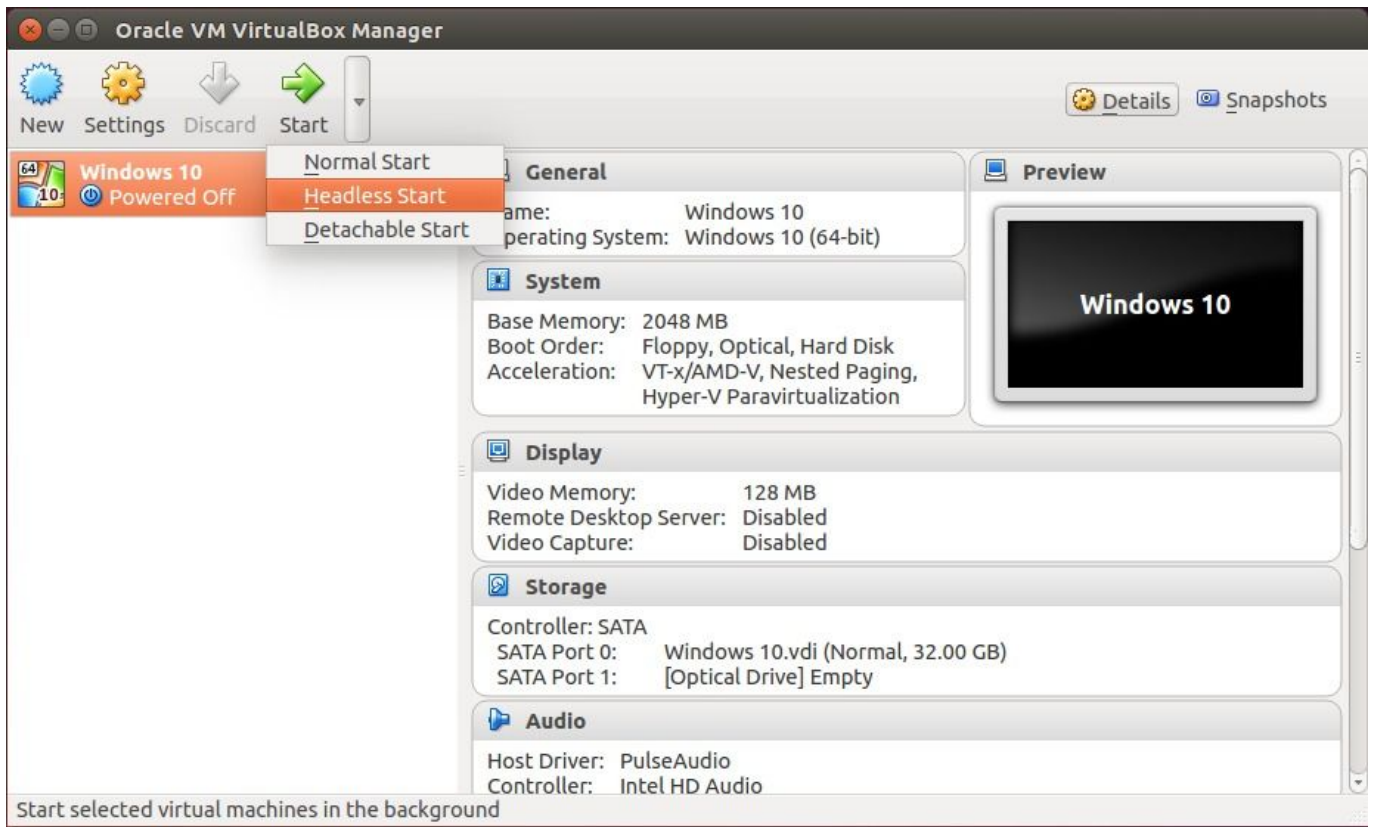 Oracle VM VirtualBox Manager
New Settings Discard Start
Details Snapshots
64 Windows 10
10 Powered Off
Normal Start
Headless Start
Detachable Start
General
ame: Windows 10
perating System: Windows 10 (64-bit)
Preview
Windows 10
System
Base Memory: 2048 MB
Boot Order: Floppy, Optical, Hard Disk
Acceleration: VT-x/AMD-V, Nested Paging,
Hyper-V Paravirtualization
Display
Video Memory: 128 MB
Remote Desktop Server: Disabled
Video Capture: Disabled
Storage
Controller: SATA
SATA Port 0: Windows 10.vdi (Normal, 32.00 GB)
SATA Port 1: [Optical Drive] Empty
Audio
Host Driver: PulseAudio
Controller: Intel HD Audio
Start selected virtual machines in the background